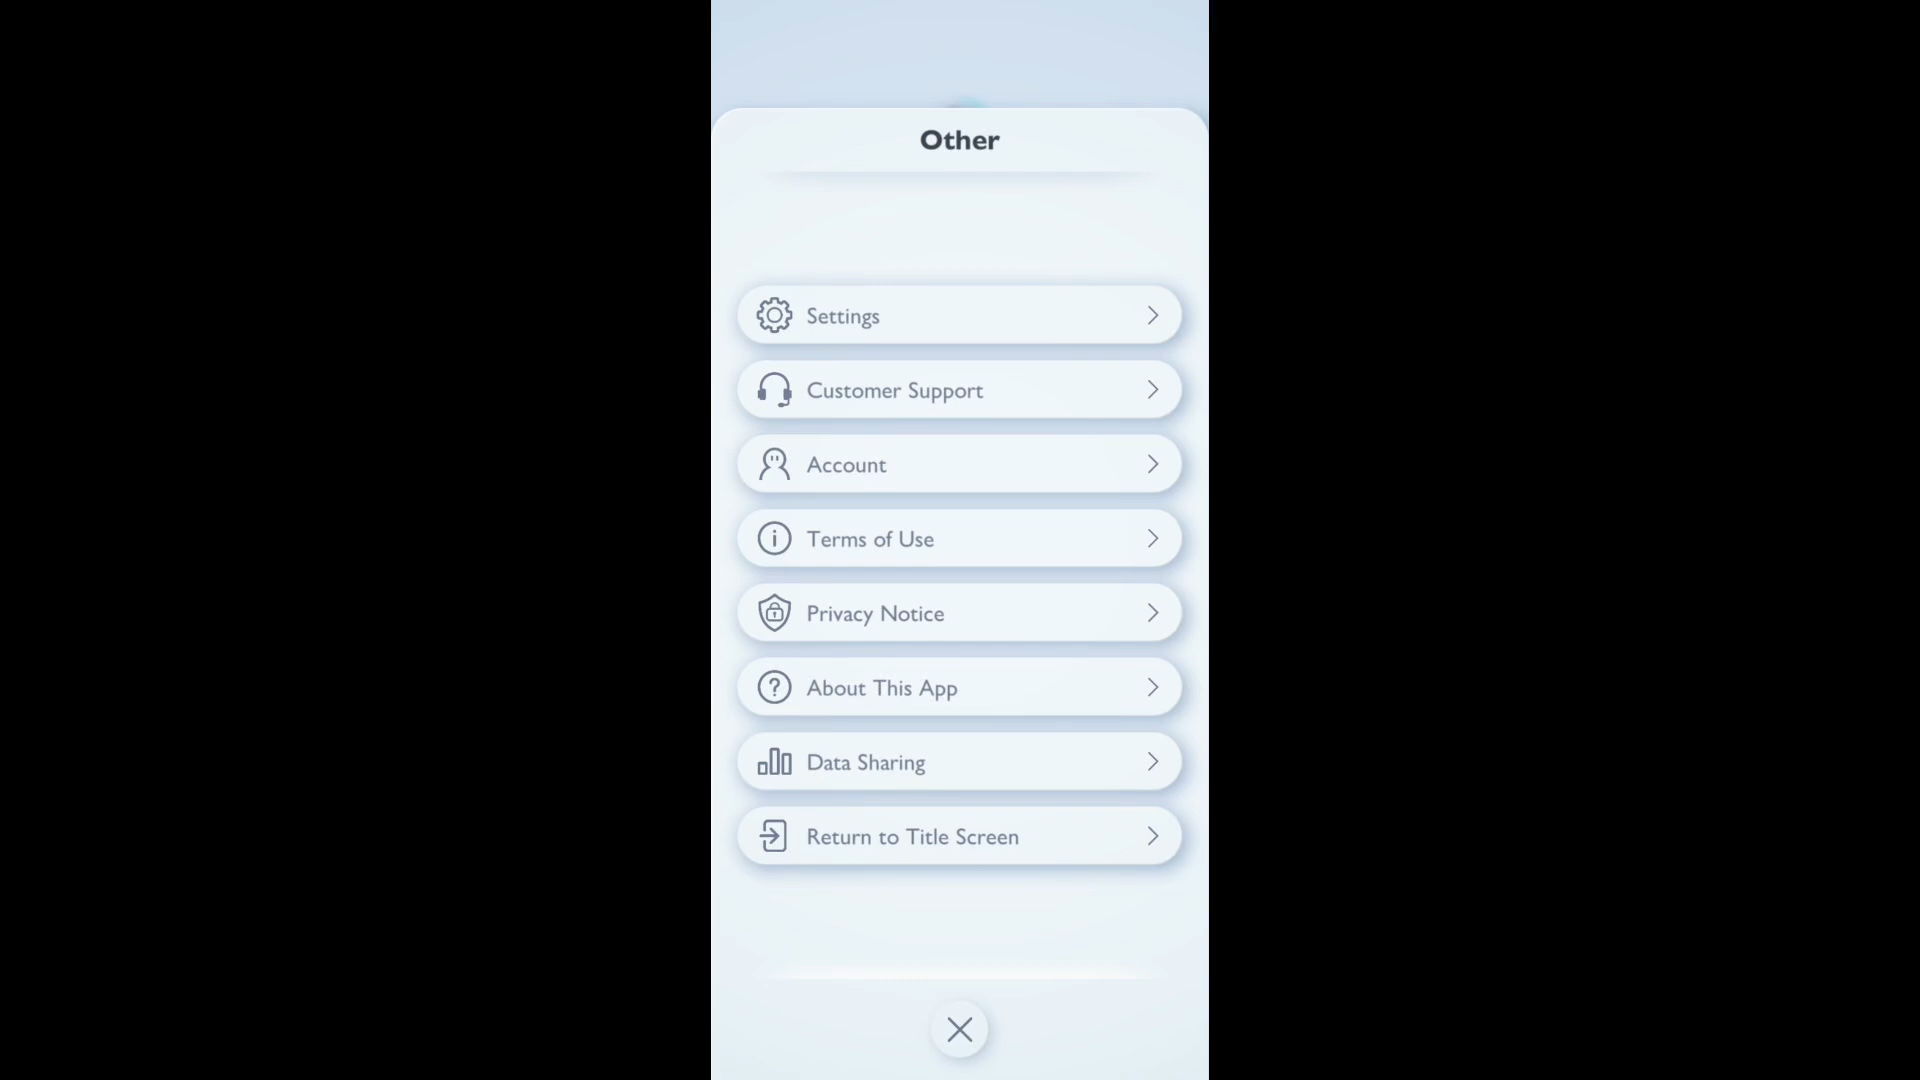 Other
Settings
Customer Support
Account
Terms of Use
Privacy Notice
About This App
Data Sharing
Return to Title Screen